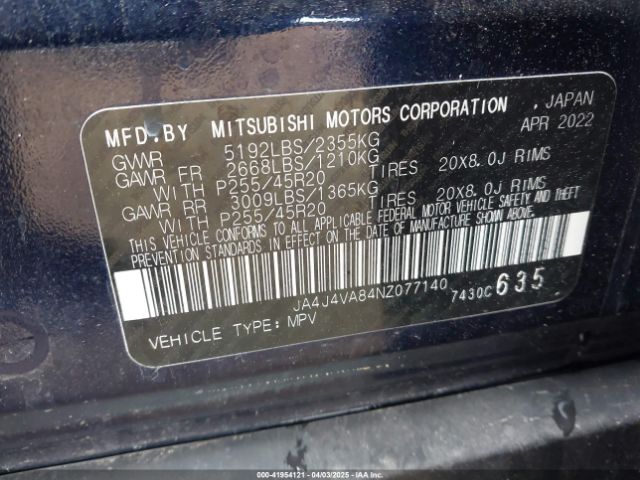 MFD.BY MITSUBISHI MOTORS CORPORATION, JAPAN
GVWR 5192LBS/2355KG APR 2022
GAWR FR 2668LBS/1210KG
WITH P255/45R20 TIRES 20X8.0J RIMS
GAWR RR 3009LBS/1365KG
WITH P255/45R20 TIRES 20X8.0J RIMS
THIS VEHICLE CONFORMS TO ALL APPLICABLE FEDERAL MOTOR VEHICLE SAFETY AND THEFT
PREVENTION STANDARDS IN EFFECT ON THE DATE OF MANUFACTURE SHOWN ABOVE.
JA4J4VA84NZ077140 7430C 635
VEHICLE TYPE: MPV
000-41954121 - 04/03/2025 - IAAI.COM